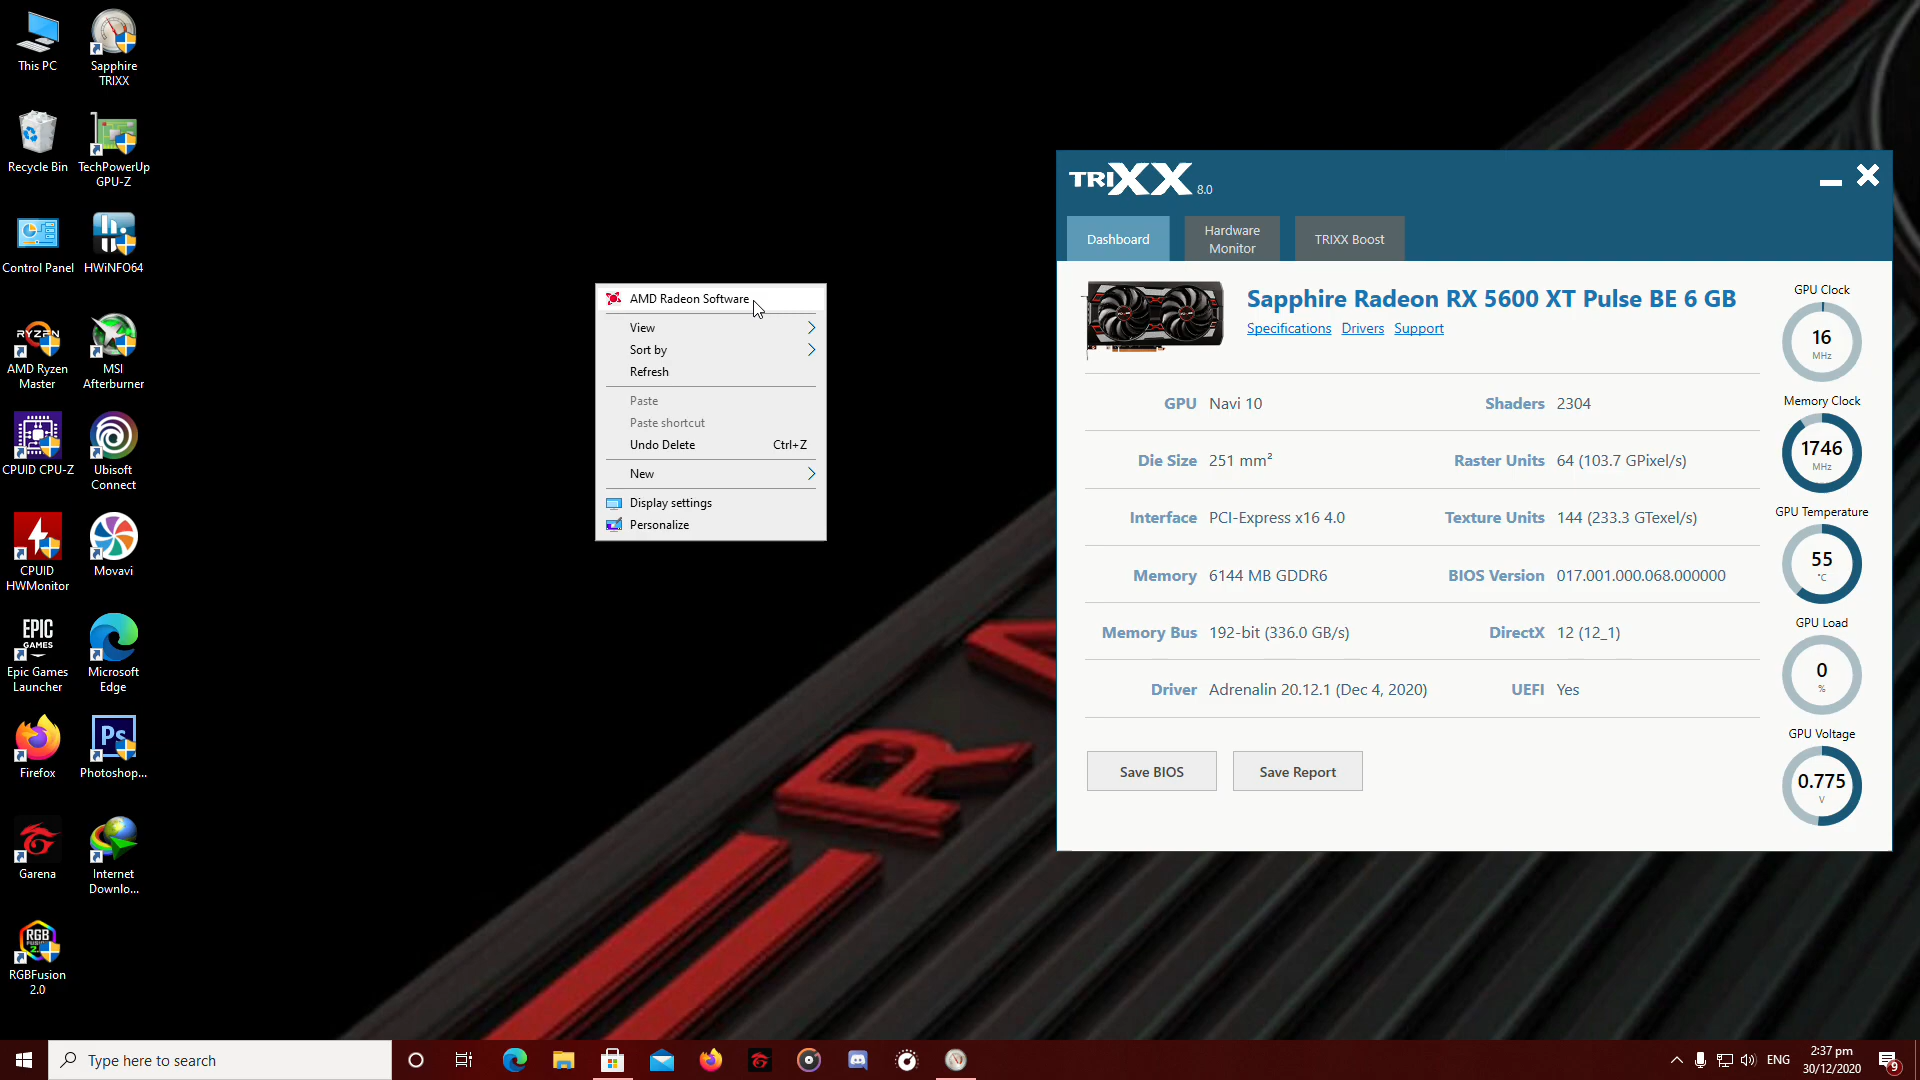 This PC
Sapphire
TRIXX
Recycle Bin
TechPowerUp
GPU-Z
Control Panel
HWiNFO64
RYZEN
AMD Ryzen
Master
MSI
Afterburner
CPUID CPU-Z
Ubisoft
Connect
CPUID
HWMonitor
Movavi
EPIC
GAMES
Epic Games
Launcher
Microsoft
Edge
Firefox
Ps
Photoshop...
Garena
Internet
Downlo...
RGB
FUSION
2.0
RGBFusion
2.0
AMD Radeon Software
View
Sort by
Refresh
Paste
Paste shortcut
Undo Delete Ctrl+Z
New
Display settings
Personalize
TRIXX 8.0
Dashboard
Hardware
Monitor
TRIXX Boost
Sapphire Radeon RX 5600 XT Pulse BE 6 GB
Specifications Drivers Support
GPU Navi 10
Shaders 2304
Die Size 251 mm²
Raster Units 64 (103.7 GPixel/s)
Interface PCI-Express x16 4.0
Texture Units 144 (233.3 GTexel/s)
Memory 6144 MB GDDR6
BIOS Version 017.001.000.068.000000
Memory Bus 192-bit (336.0 GB/s)
DirectX 12 (12_1)
Driver Adrenalin 20.12.1 (Dec 4, 2020)
UEFI Yes
Save BIOS
Save Report
GPU Clock
16
MHz
Memory Clock
1746
MHz
GPU Temperature
55
°C
GPU Load
0
%
GPU Voltage
0.775
V
R
Type here to search
ENG
2:37 pm
30/12/2020
9